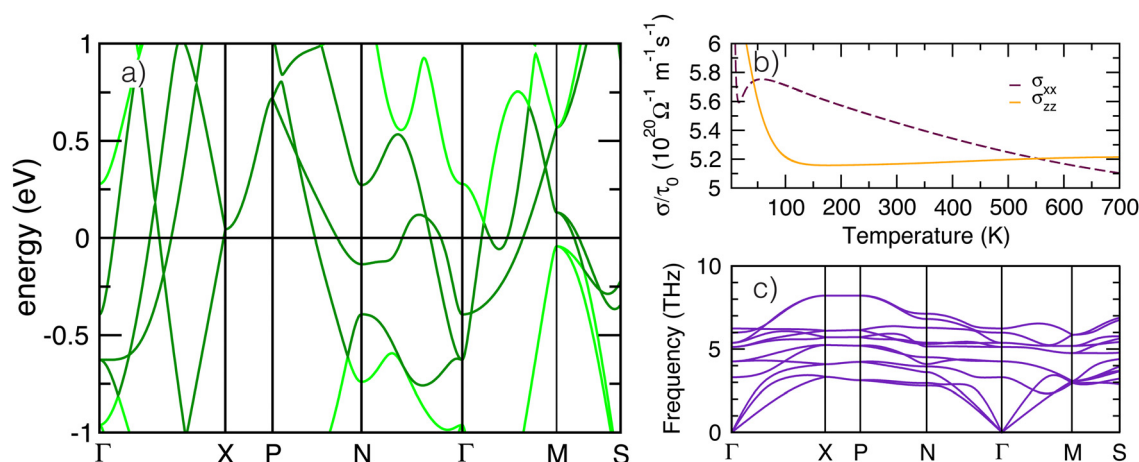 a)
energy (eV)
1
0.5
0
-0.5
-1
Γ X P N Γ M S
b)
σ/τ₀ (10²⁰Ω⁻¹ m⁻¹ s⁻¹)
6
5.8
5.6
5.4
5.2
5
σxx
σzz
100 200 300 400 500 600 700
Temperature (K)
c)
Frequency (THz)
10
5
0
Γ X P N Γ M S